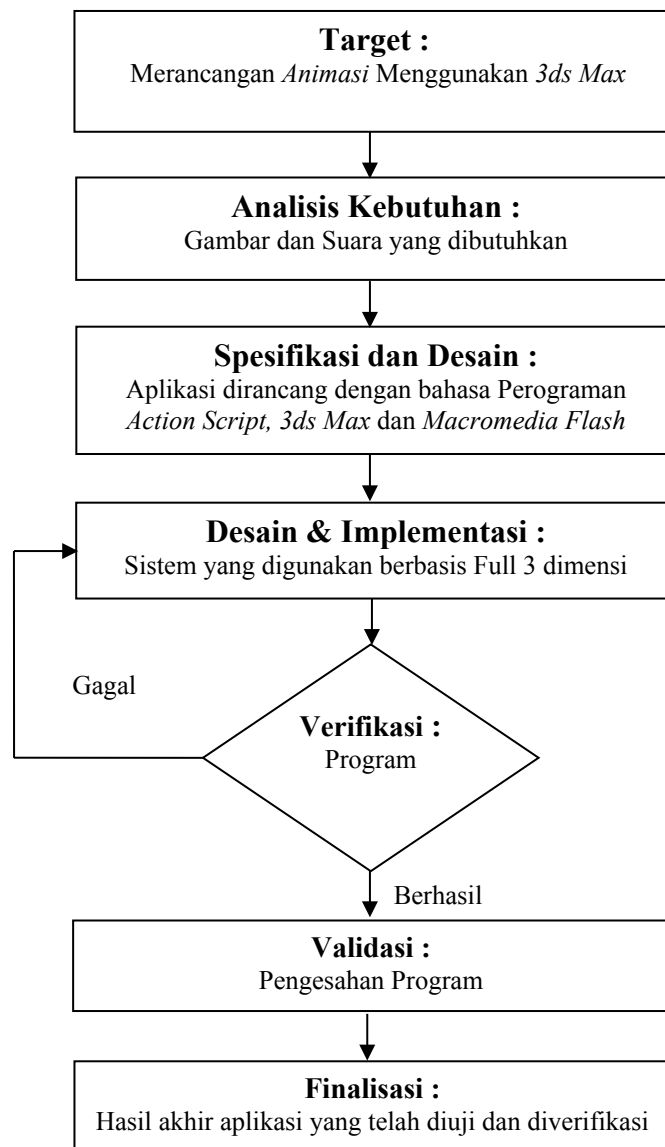 Target :
Merancangan Animasi Menggunakan 3ds Max
Analisis Kebutuhan :
Gambar dan Suara yang dibutuhkan
Spesifikasi dan Desain :
Aplikasi dirancang dengan bahasa Perograman
Action Script, 3ds Max dan Macromedia Flash
Desain & Implementasi :
Sistem yang digunakan berbasis Full 3 dimensi
Gagal
Verifikasi :
Program
Berhasil
Validasi :
Pengesahan Program
Finalisasi :
Hasil akhir aplikasi yang telah diuji dan diverifikasi